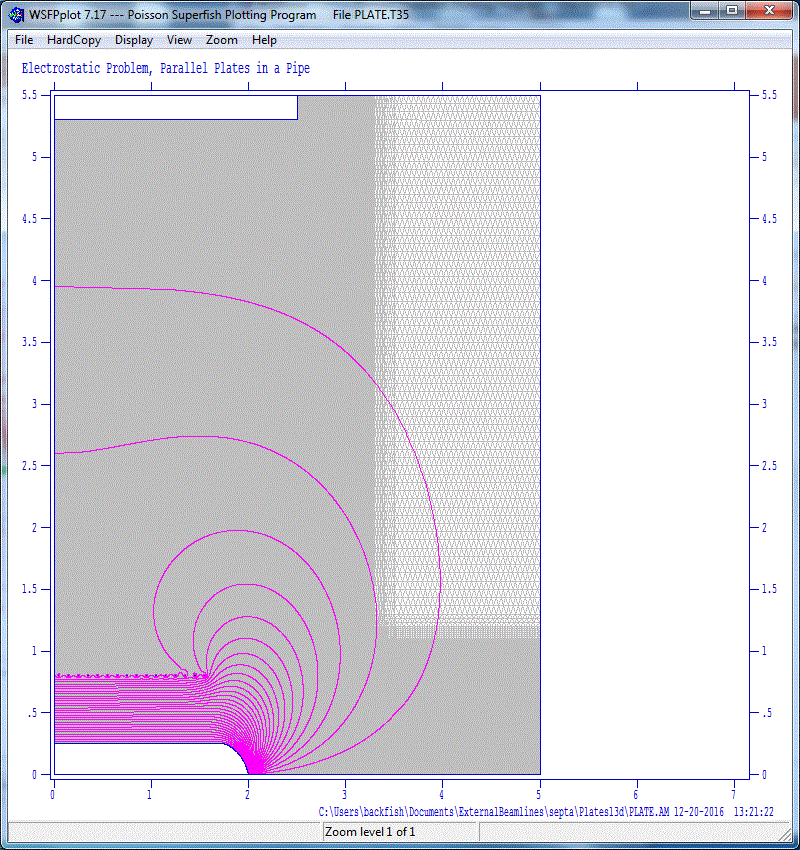 WSFPplot 7.17 --- Poisson Superfish Plotting Program File PLATE.T35
File HardCopy Display View Zoom Help
Electrostatic Problem, Parallel Plates in a Pipe
5.5 5.5
5 5
4.5 4.5
4 4
3.5 3.5
3 3
2.5 2.5
2 2
1.5 1.5
1 1
.5 .5
0 0
0 1 2 3 4 5 6 7
C:\Users\backfish\Documents\ExternalBeamlines\septa\Plates13d\PLATE.AM 12-20-2016 13:21:22
Zoom level 1 of 1